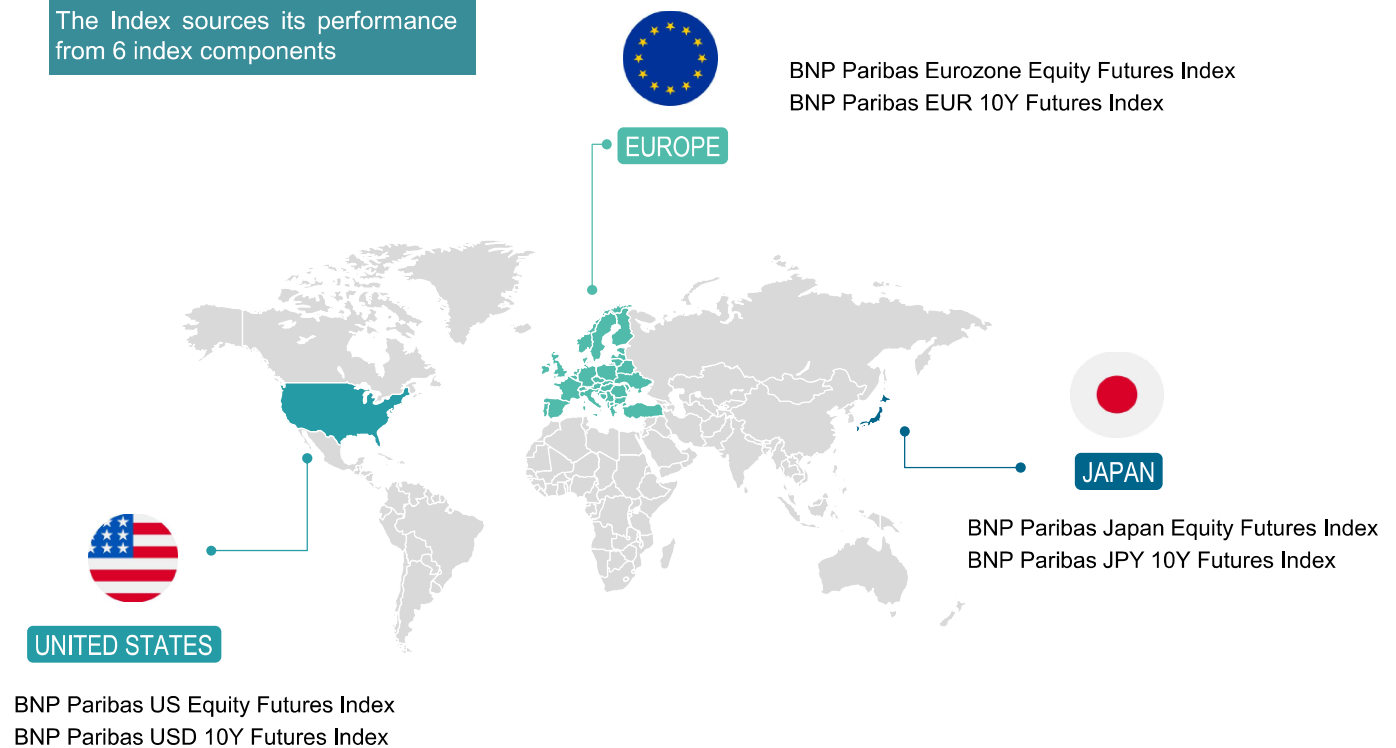 The Index sources its performance
from 6 index components
BNP Paribas Eurozone Equity Futures Index
BNP Paribas EUR 10Y Futures Index
EUROPE
JAPAN
BNP Paribas Japan Equity Futures Index
BNP Paribas JPY 10Y Futures Index
UNITED STATES
BNP Paribas US Equity Futures Index
BNP Paribas USD 10Y Futures Index